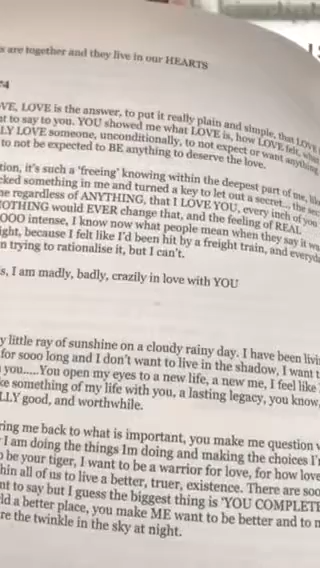 s are together and they live in our HEARTS
VE, LOVE is the answer, to put it really plain and simple, that LOVE
t to say to you. YOU showed me what LOVE is, how LOVE felt, what
LY LOVE someone, unconditionally, to not expect or want anything
to not be expected to BE anything to deserve the love.
tion, it's such a 'freeing' knowing within the deepest part of me, like
cked something in me and turned a key to let out a secret... the sec
e regardless of ANYTHING, that I LOVE YOU, every inch of you
NOTHING would EVER change that, and the feeling of REAL
OOO intense, I know now what people mean when they say it wa
ight, because I felt like I'd been hit by a freight train, and everyda
n trying to rationalise it, but I can't.
s, I am madly, badly, crazily in love with YOU
y little ray of sunshine on a cloudy rainy day. I have been livi
for sooo long and I don't want to live in the shadow, I want t
you.....You open my eyes to a new life, a new me, I feel like
ke something of my life with you, a lasting legacy, you know,
LLY good, and worthwhile.
ring me back to what is important, you make me question
I am doing the things Im doing and making the choices I'
o be your tiger, I want to be a warrior for love, for how love
hin all of us to live a better, truer, existence. There are soo
nt to say but I guess the biggest thing is 'YOU COMPLETE
ld a better place, you make ME want to be better and to
re the twinkle in the sky at night.